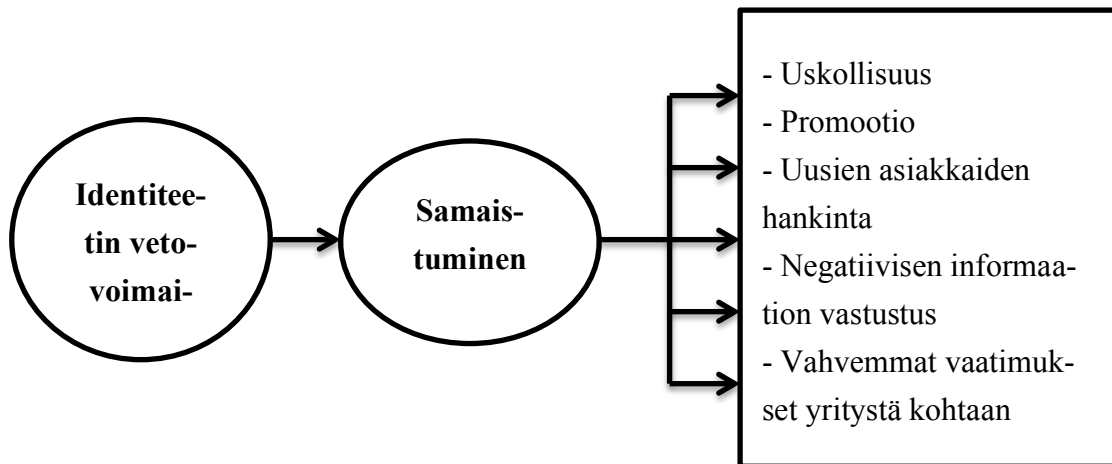 Identitee-
tin veto-
voimai-
Samais-
tuminen
- Uskollisuus
- Promootio
- Uusien asiakkaiden
hankinta
- Negatiivisen informaa-
tion vastustus
- Vahvemmat vaatimuk-
set yritystä kohtaan